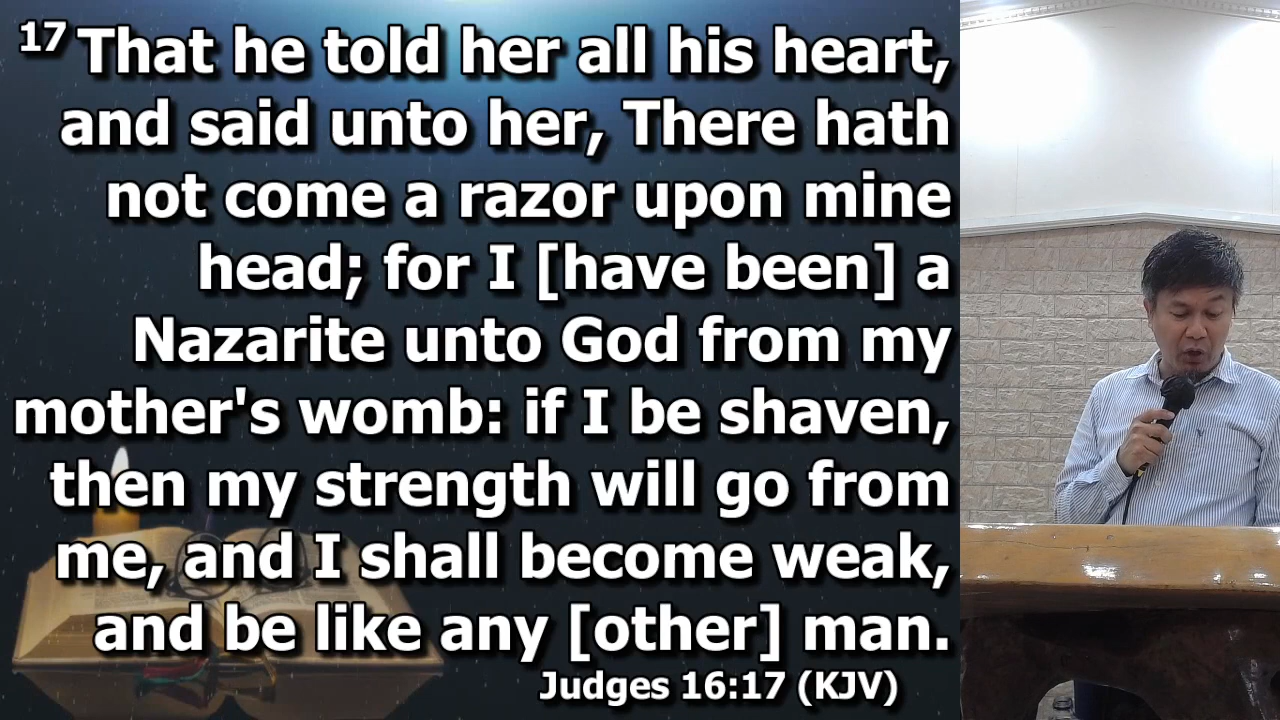 17 That he told her all his heart,
and said unto her, There hath
not come a razor upon mine
head; for I [have been] a
Nazarite unto God from my
mother's womb: if I be shaven,
then my strength will go from
me, and I shall become weak,
and be like any [other] man.
Judges 16:17 (KJV)